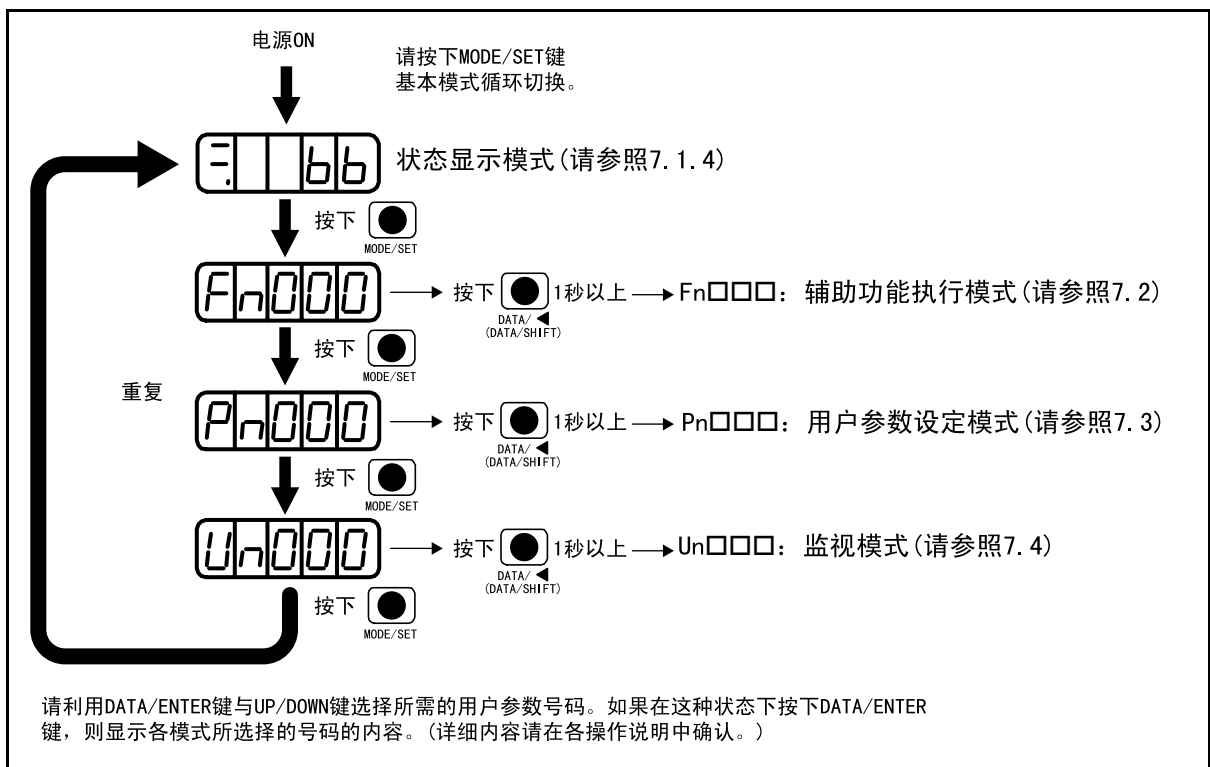 电源ON
请按下MODE/SET键
基本模式循环切换。
bb 状态显示模式(请参照7.1.4)
按下
MODE/SET
Fn000 按下 1秒以上 Fn□□□：辅助功能执行模式(请参照7.2)
DATA/◀
(DATA/SHIFT)
按下
MODE/SET
重复
Pn000 按下 1秒以上 Pn□□□：用户参数设定模式(请参照7.3)
DATA/◀
(DATA/SHIFT)
按下
MODE/SET
Un000 按下 1秒以上 Un□□□：监视模式(请参照7.4)
DATA/◀
(DATA/SHIFT)
按下
MODE/SET
请利用DATA/ENTER键与UP/DOWN键选择所需的用户参数号码。如果在这种状态下按下DATA/ENTER
键，则显示各模式所选择的号码的内容。(详细内容请在各操作说明中确认。)